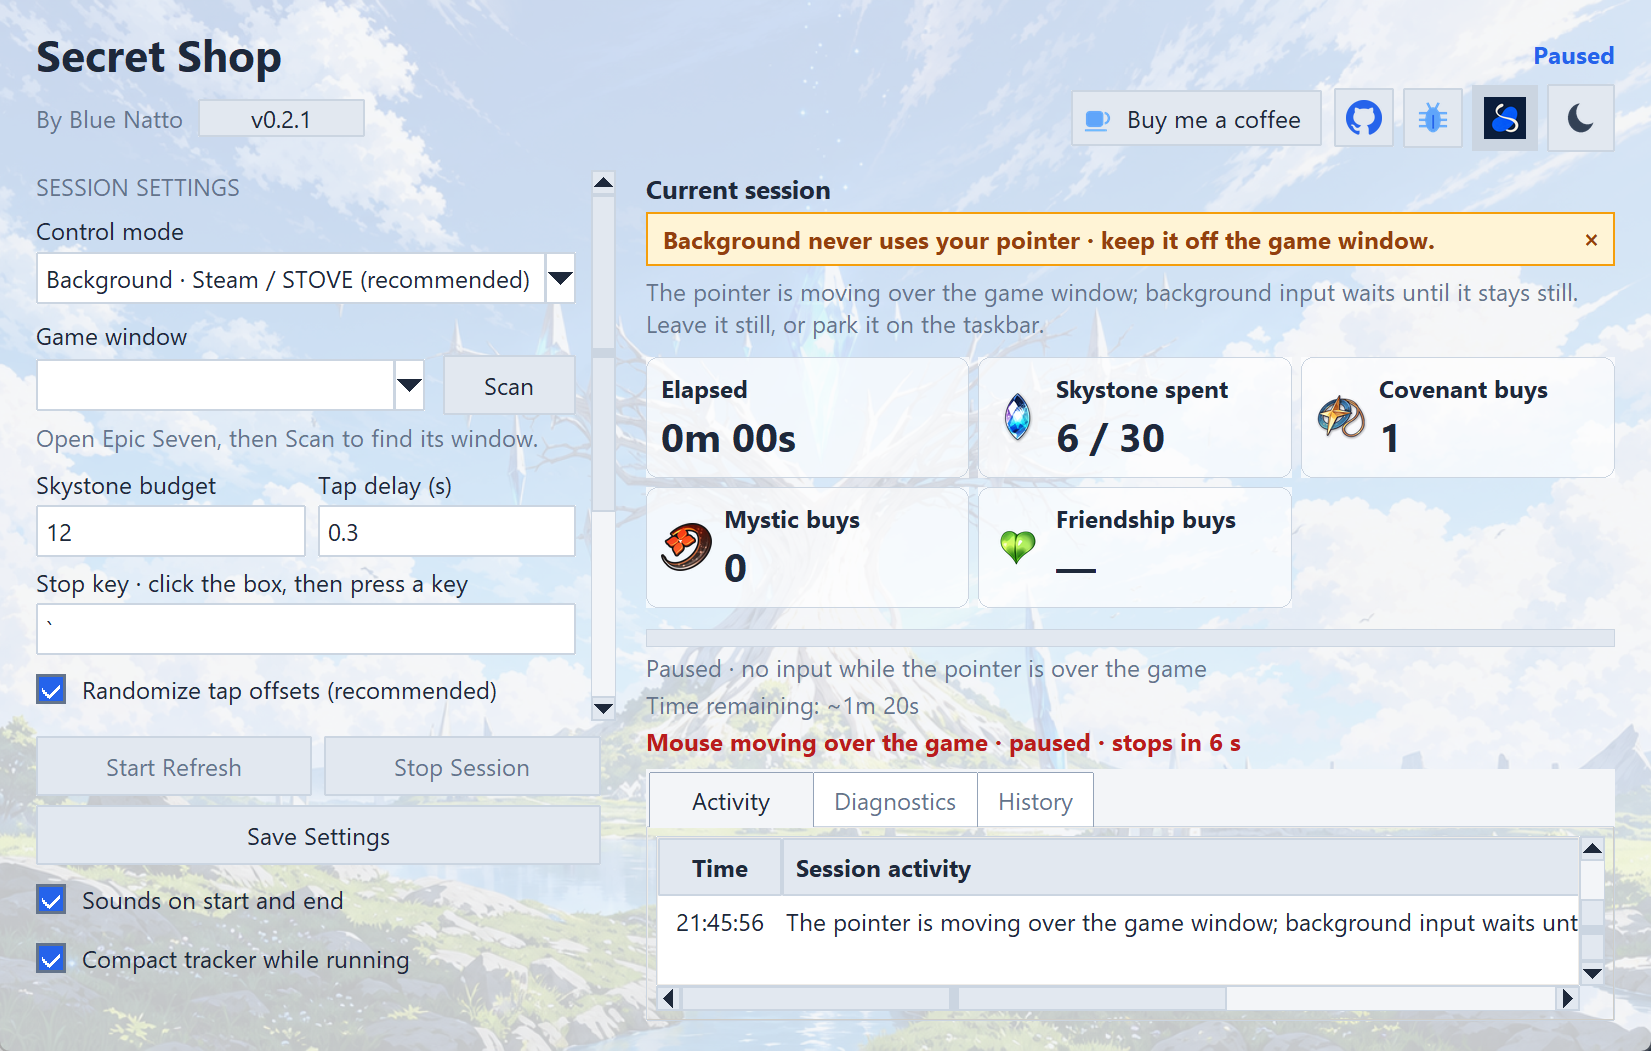 Secret Shop
Paused
By Blue Natto
v0.2.1
Buy me a coffee
SESSION SETTINGS
Control mode
Background · Steam / STOVE (recommended)
Game window
Scan
Open Epic Seven, then Scan to find its window.
Skystone budget
Tap delay (s)
12
0.3
Stop key · click the box, then press a key
`
Randomize tap offsets (recommended)
Start Refresh
Stop Session
Save Settings
Sounds on start and end
Compact tracker while running
Current session
Background never uses your pointer · keep it off the game window.
×
The pointer is moving over the game window; background input waits until it stays still.
Leave it still, or park it on the taskbar.
Elapsed
0m 00s
Skystone spent
6 / 30
Covenant buys
1
Mystic buys
0
Friendship buys
—
Paused · no input while the pointer is over the game
Time remaining: ~1m 20s
Mouse moving over the game · paused · stops in 6 s
Activity
Diagnostics
History
Time
Session activity
21:45:56
The pointer is moving over the game window; background input waits unt